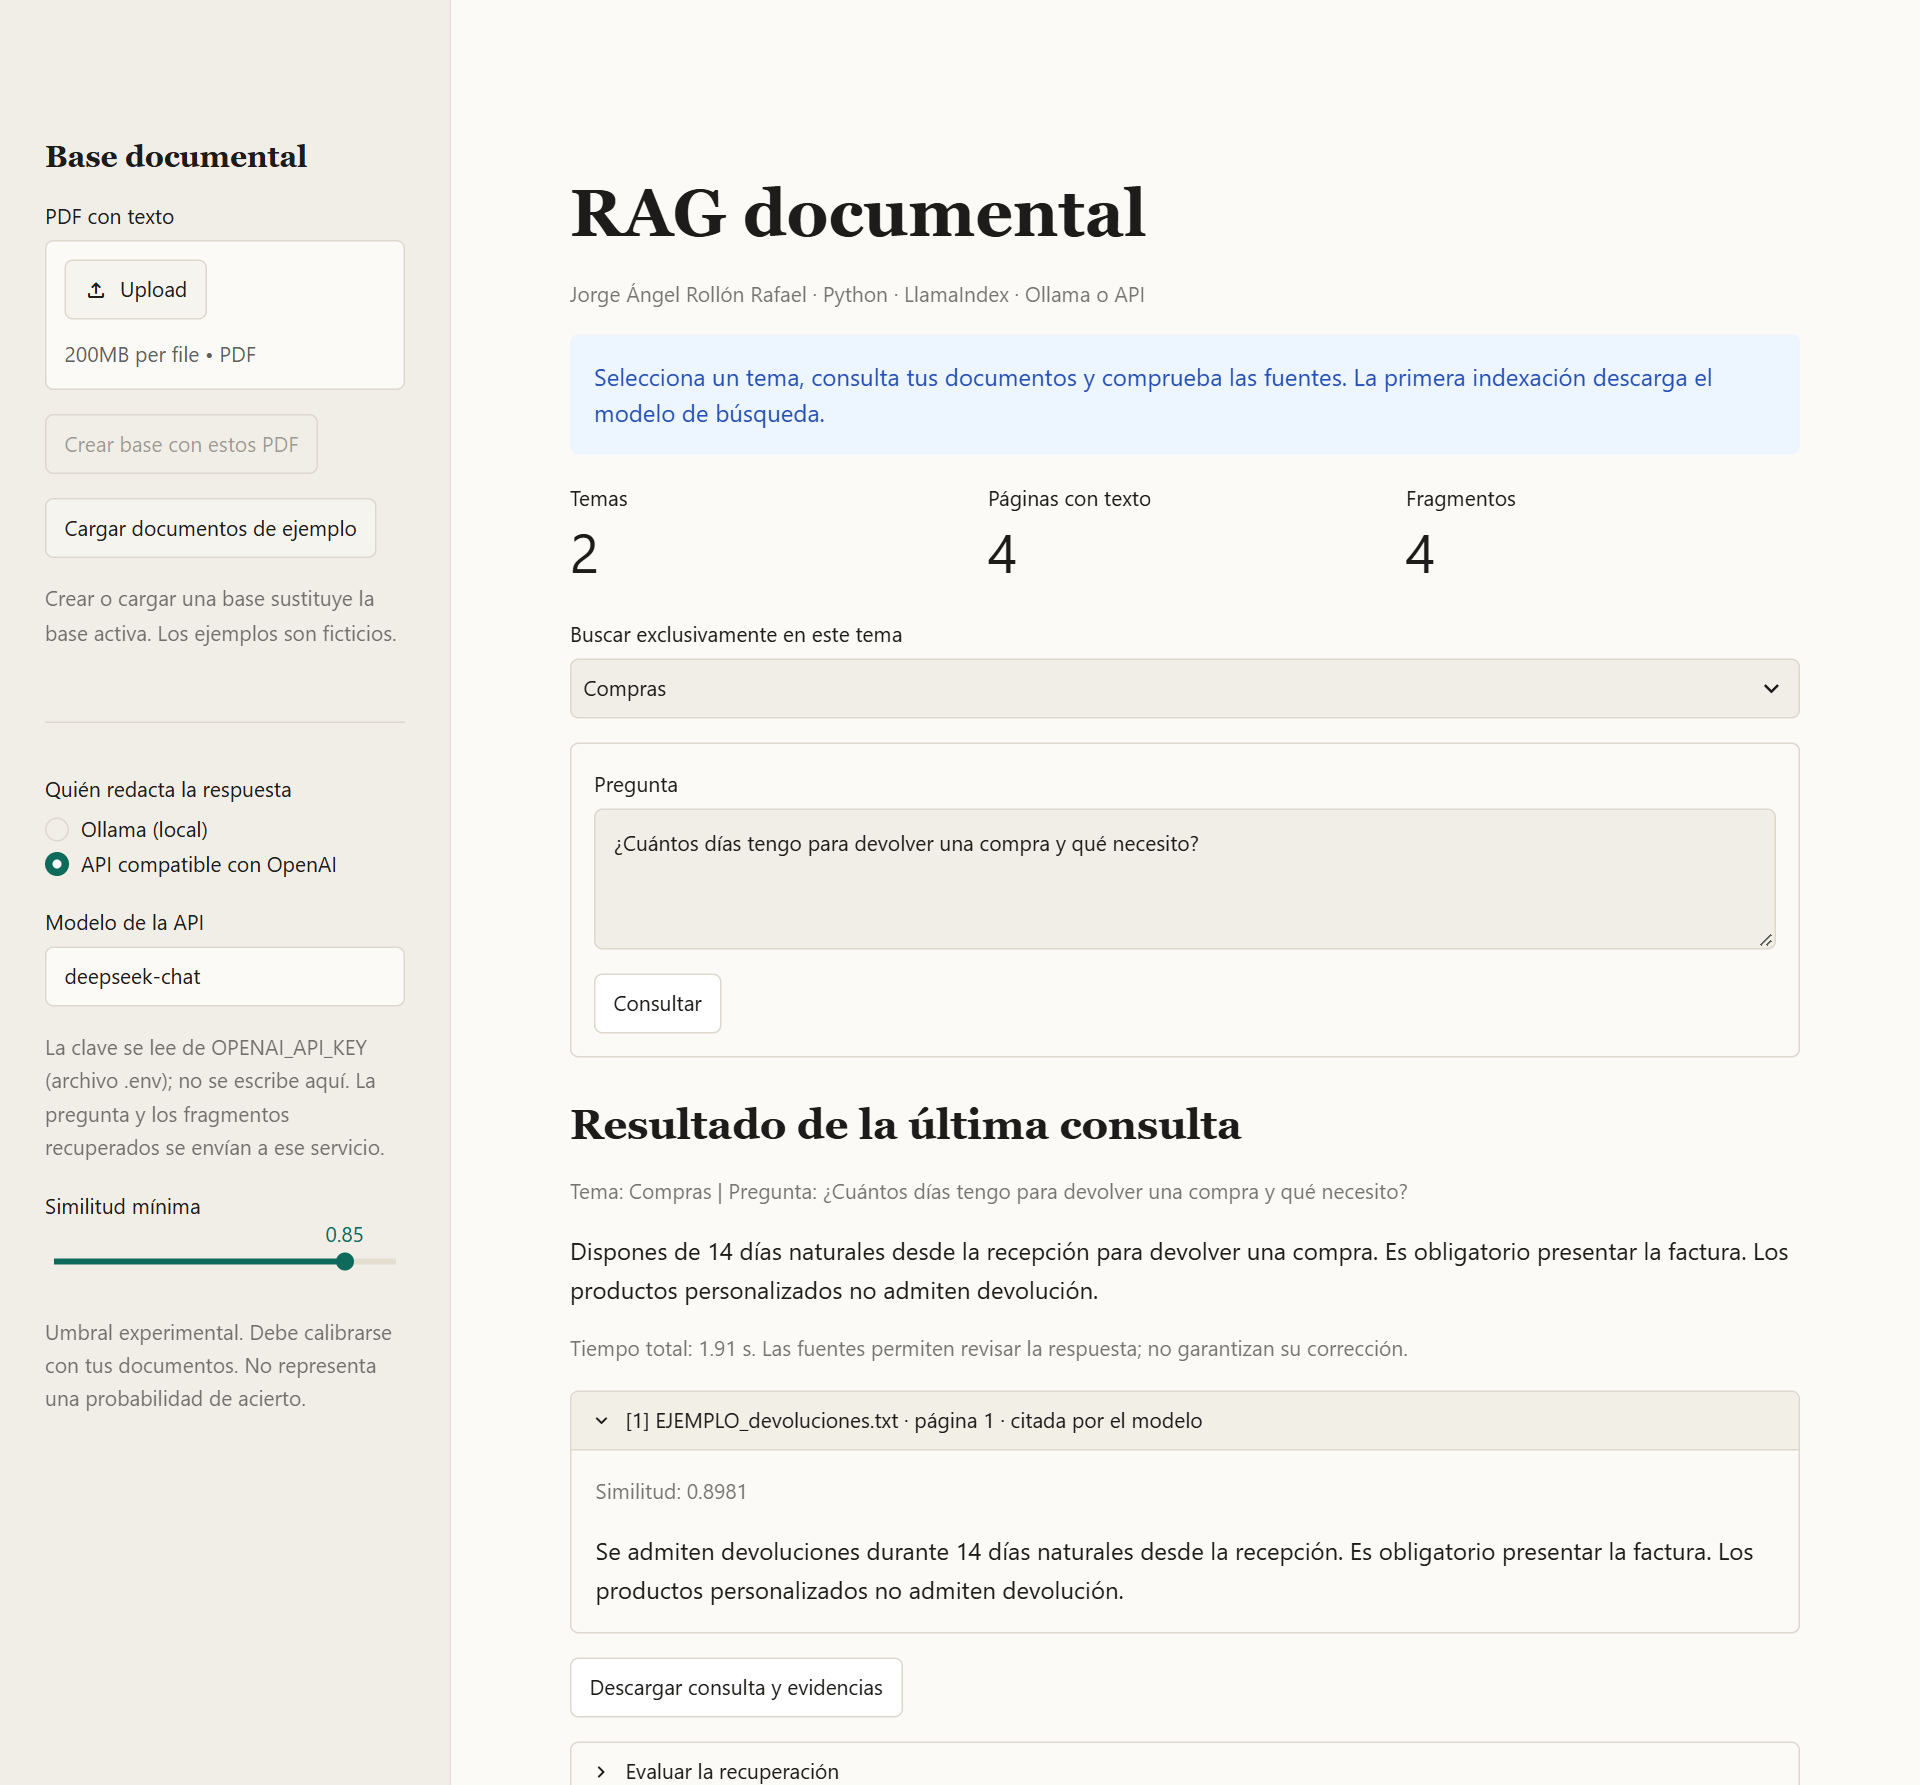 Base documental
PDF con texto
Upload
200MB per file • PDF
Crear base con estos PDF
Cargar documentos de ejemplo
Crear o cargar una base sustituye la
base activa. Los ejemplos son ficticios.
Quién redacta la respuesta
Ollama (local)
API compatible con OpenAI
Modelo de la API
deepseek-chat
La clave se lee de OPENAI_API_KEY
(archivo .env); no se escribe aquí. La
pregunta y los fragmentos
recuperados se envían a ese servicio.
Similitud mínima
0.85
Umbral experimental. Debe calibrarse
con tus documentos. No representa
una probabilidad de acierto.
RAG documental
Jorge Ángel Rollón Rafael · Python · LlamaIndex · Ollama o API
Selecciona un tema, consulta tus documentos y comprueba las fuentes. La primera indexación descarga el
modelo de búsqueda.
Temas
2
Páginas con texto
4
Fragmentos
4
Buscar exclusivamente en este tema
Compras
Pregunta
¿Cuántos días tengo para devolver una compra y qué necesito?
Consultar
Resultado de la última consulta
Tema: Compras | Pregunta: ¿Cuántos días tengo para devolver una compra y qué necesito?
Dispones de 14 días naturales desde la recepción para devolver una compra. Es obligatorio presentar la factura. Los
productos personalizados no admiten devolución.
Tiempo total: 1.91 s. Las fuentes permiten revisar la respuesta; no garantizan su corrección.
[1] EJEMPLO_devoluciones.txt · página 1 · citada por el modelo
Similitud: 0.8981
Se admiten devoluciones durante 14 días naturales desde la recepción. Es obligatorio presentar la factura. Los
productos personalizados no admiten devolución.
Descargar consulta y evidencias
Evaluar la recuperación